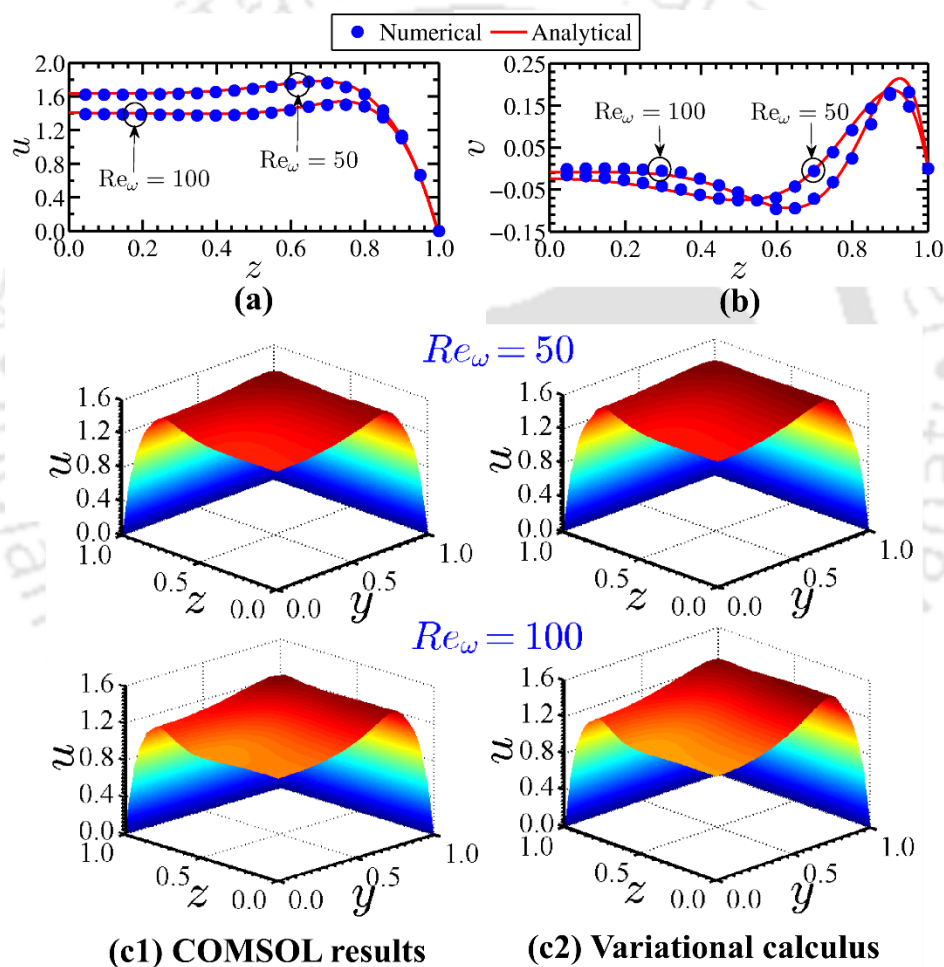 Numerical Analytical
2.0
1.6
1.2
0.8
0.4
0.0
u
Re_ω = 100
Re_ω = 50
0.0 0.2 0.4 0.6 0.8 1.0
z
(a)
0.25
0.15
0.05
-0.05
-0.15
v
Re_ω = 100
Re_ω = 50
0.0 0.2 0.4 0.6 0.8 1.0
z
(b)
Re_ω = 50
1.6
1.2
0.8
0.4
0.0
u
1.0
0.5
0.0
z
0.0
0.5
1.0
y
1.6
1.2
0.8
0.4
0.0
u
1.0
0.5
0.0
z
0.0
0.5
1.0
y
Re_ω = 100
1.6
1.2
0.8
0.4
0.0
u
1.0
0.5
0.0
z
0.0
0.5
1.0
y
1.6
1.2
0.8
0.4
0.0
u
1.0
0.5
0.0
z
0.0
0.5
1.0
y
(c1) COMSOL results
(c2) Variational calculus